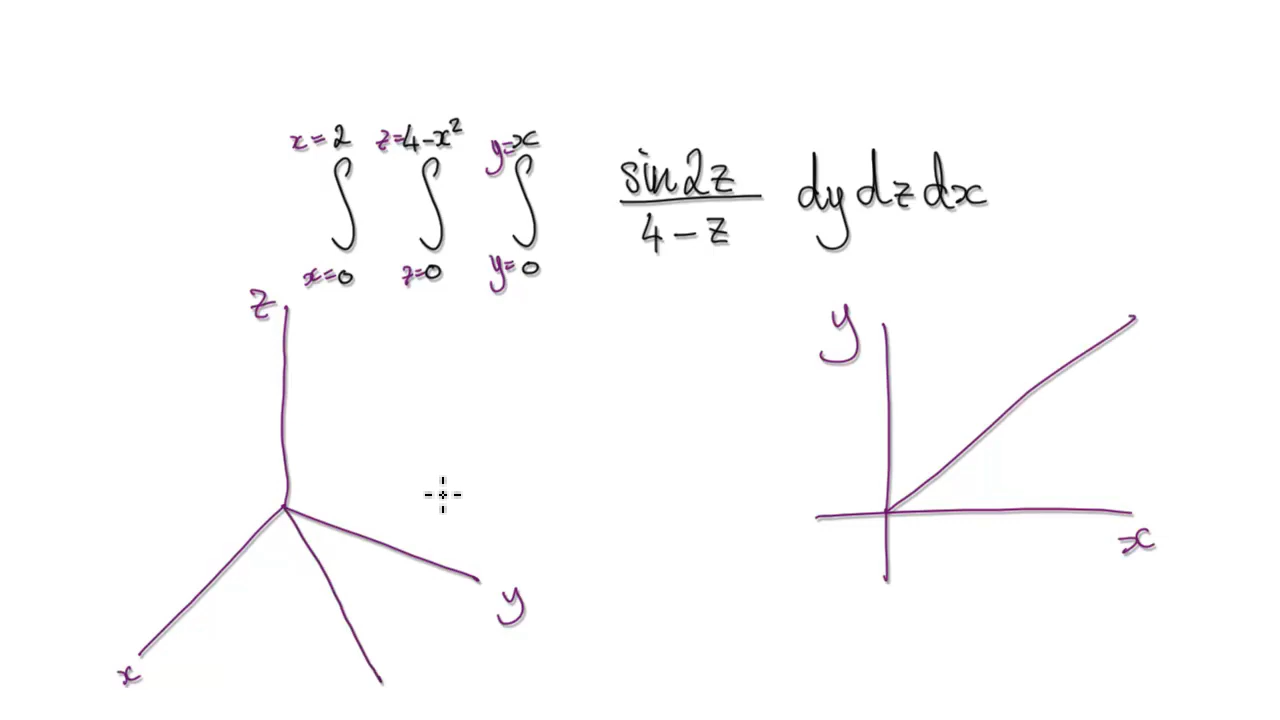 x=2 z=4-x² y=x
∫ ∫ ∫ sin2z/4-z dy dz dx
x=0 z=0 y=0
z
y
x
y
x